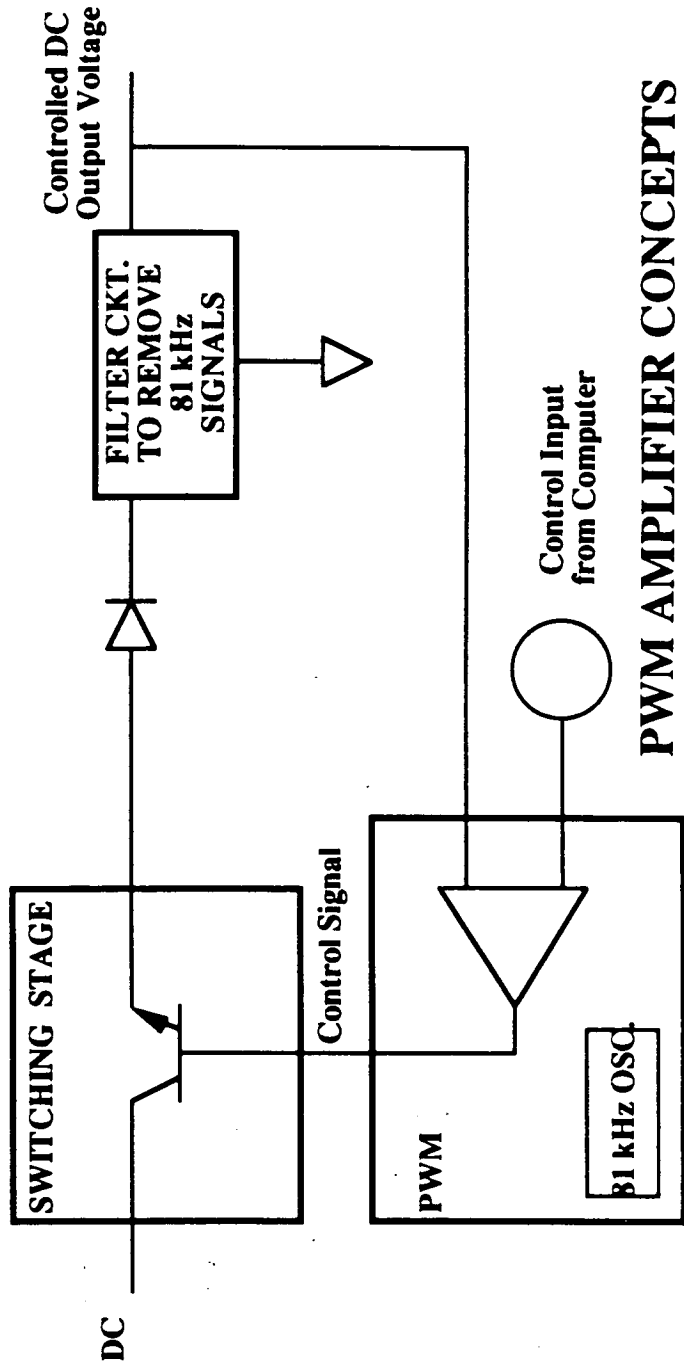 DC
SWITCHING STAGE
FILTER CKT.
TO REMOVE
81 kHz
SIGNALS
Controlled DC
Output Voltage
Control Signal
PWM
81 kHz OSC.
Control Input
from Computer
PWM AMPLIFIER CONCEPTS